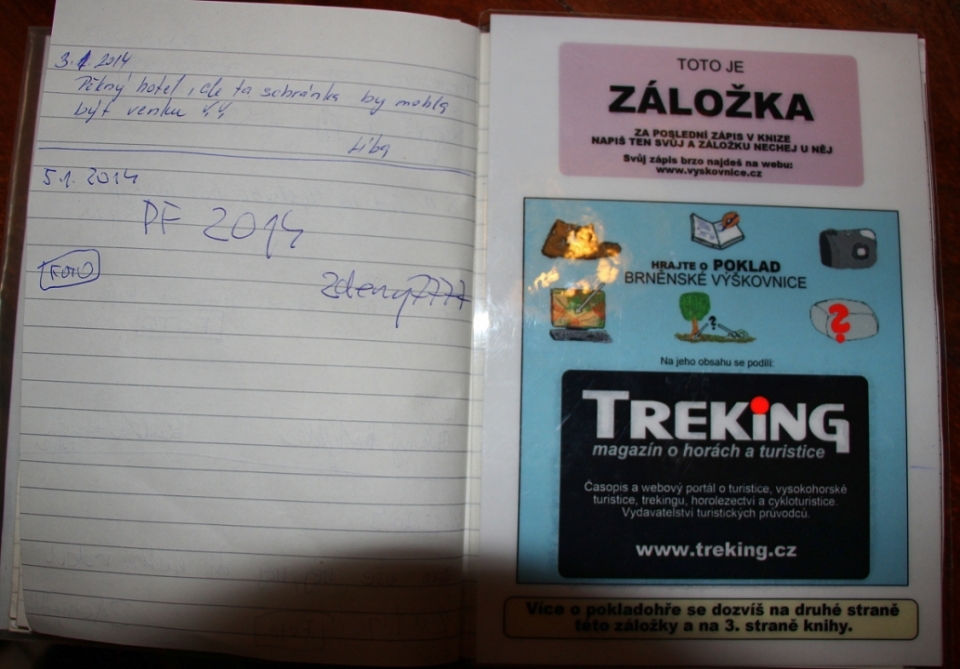 3.1.2014
Pěkný hotel, ale ta schránka by mohla
být venku !!
Liba
5.1.2014
PF 2014
FOTO
zdeny7777
TOTO JE
ZÁLOŽKA
ZA POSLEDNÍ ZÁPIS V KNIZE
NAPIŠ TEN SVŮJ A ZÁLOŽKU NECHEJ U NĚJ
Svůj zápis brzo najdeš na webu:
www.vyskovnice.cz
HRAJTE O POKLAD
BRNĚNSKÉ VÝŠKOVNICE
?
?
Na jeho obsahu se podílí:
TREKiNG
magazín o horách a turistice
Časopis a webový portál o turistice, vysokohorské
turistice, trekingu, horolezectví a cykloturistice.
Vydavatelství turistických průvodců.
www.treking.cz
Více o pokladohře se dozvíš na druhé straně
této záložky a na 3. straně knihy.